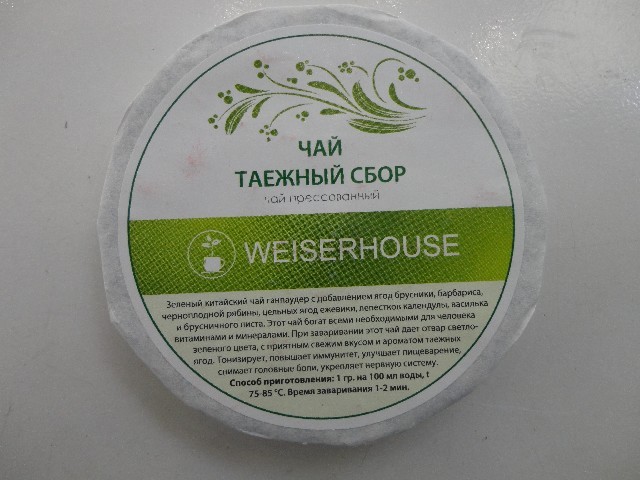 ЧАЙ
ТАЕЖНЫЙ СБОР
чай прессованный
WEISERHOUSE
Зеленый китайский чай ганпаудер с добавлением ягод брусники, барбариса,
черноплодной рябины, цельных ягод ежевики, лепестков календулы, василька
и брусничного листа. Этот чай богат всеми необходимыми для человека
витаминами и минералами. При заваривании этот чай дает отвар светло-
зеленого цвета, с приятным свежим вкусом и ароматом таежных
ягод. Тонизирует, повышает иммунитет, улучшает пищеварение,
снимает головные боли, укрепляет нервную систему.
Способ приготовления: 1 гр. на 100 мл воды, t
75-85 °С. Время заваривания 1-2 мин.